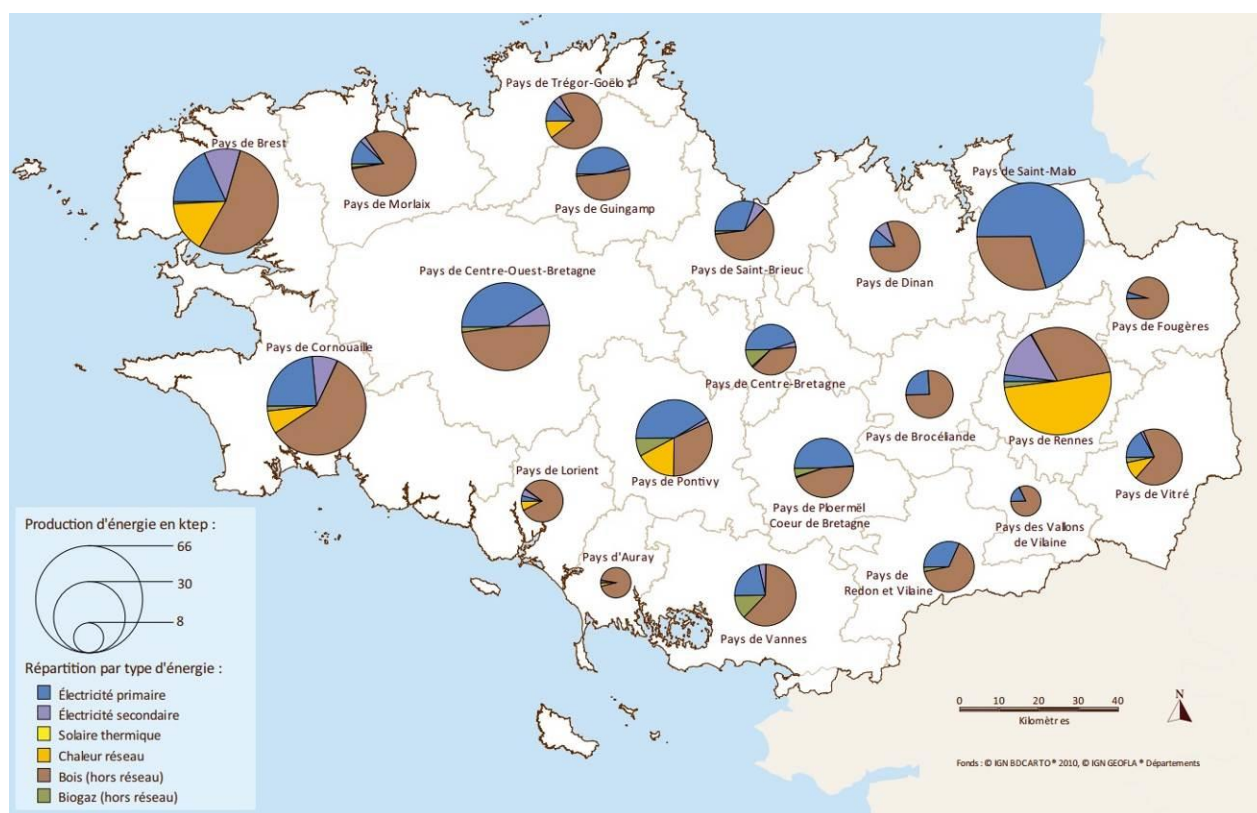 Pays de Trégor-Goëlo
Pays de Brest
Pays de Morlaix
Pays de Guingamp
Pays de Saint-Malo
Pays de Saint-Brieuc
Pays de Dinan
Pays de Centre-Ouest-Bretagne
Pays de Fougères
Pays de Cornouaille
Pays de Centre-Bretagne
Pays de Brocéliande
Pays de Rennes
Pays de Lorient
Pays de Pontivy
Pays de Ploermël
Coeur de Bretagne
Pays de Vitré
Pays des Vallons
de Vilaine
Pays d'Auray
Pays de
Redon et Vilaine
Pays de Vannes
Production d'énergie en ktep :
66
30
8
Répartition par type d'énergie :
Électricité primaire
Électricité secondaire
Solaire thermique
Chaleur réseau
Bois (hors réseau)
Biogaz (hors réseau)
0 10 20 30 40
Kilomètres
N
Fonds : © IGN BDCARTO ® 2010, © IGN GEOFLA ® Départements